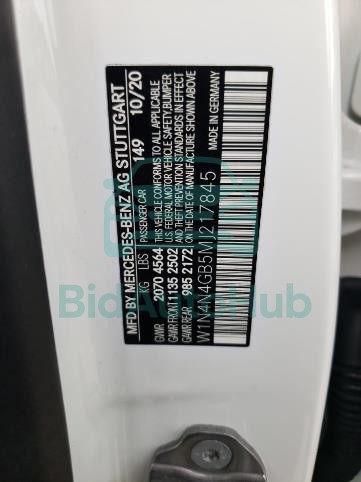 MFD BY MERCEDES-BENZ AG STUTTGART
149 10/20
KG LBS PASSENGER CAR
GVWR 2070 4564 THIS VEHICLE CONFORMS TO ALL APPLICABLE
GAWR FRONT 1135 2502 U.S. FEDERAL MOTOR VEHICLE SAFETY, BUMPER
GAWR REAR 985 2172 AND THEFT PREVENTION STANDARDS IN EFFECT
ON THE DATE OF MANUFACTURE SHOWN ABOVE
MADE IN GERMANY
W1N4N4GB5MJ217845
BidAutoHub